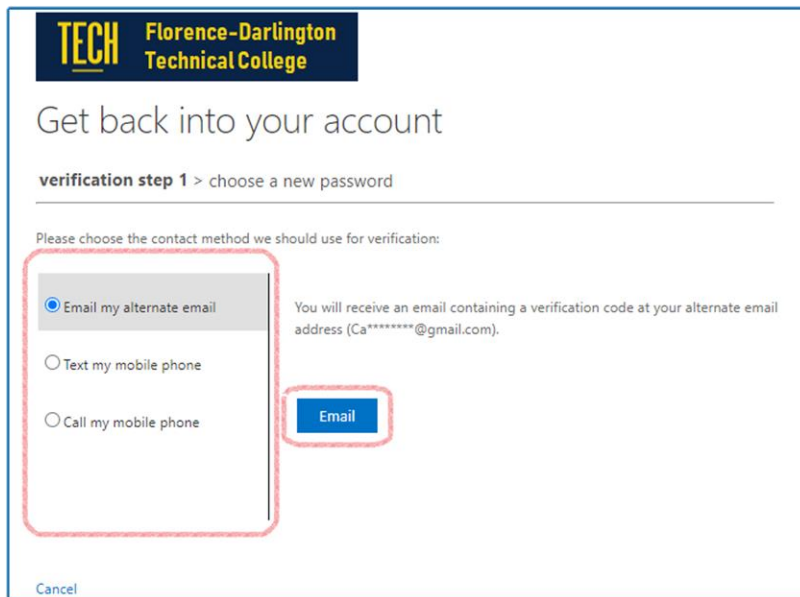 TECH
Florence-Darlington
Technical College
Get back into your account
verification step 1 > choose a new password
Please choose the contact method we should use for verification:
Email my alternate email
You will receive an email containing a verification code at your alternate email
address (Ca********@gmail.com).
Text my mobile phone
Call my mobile phone
Email
Cancel